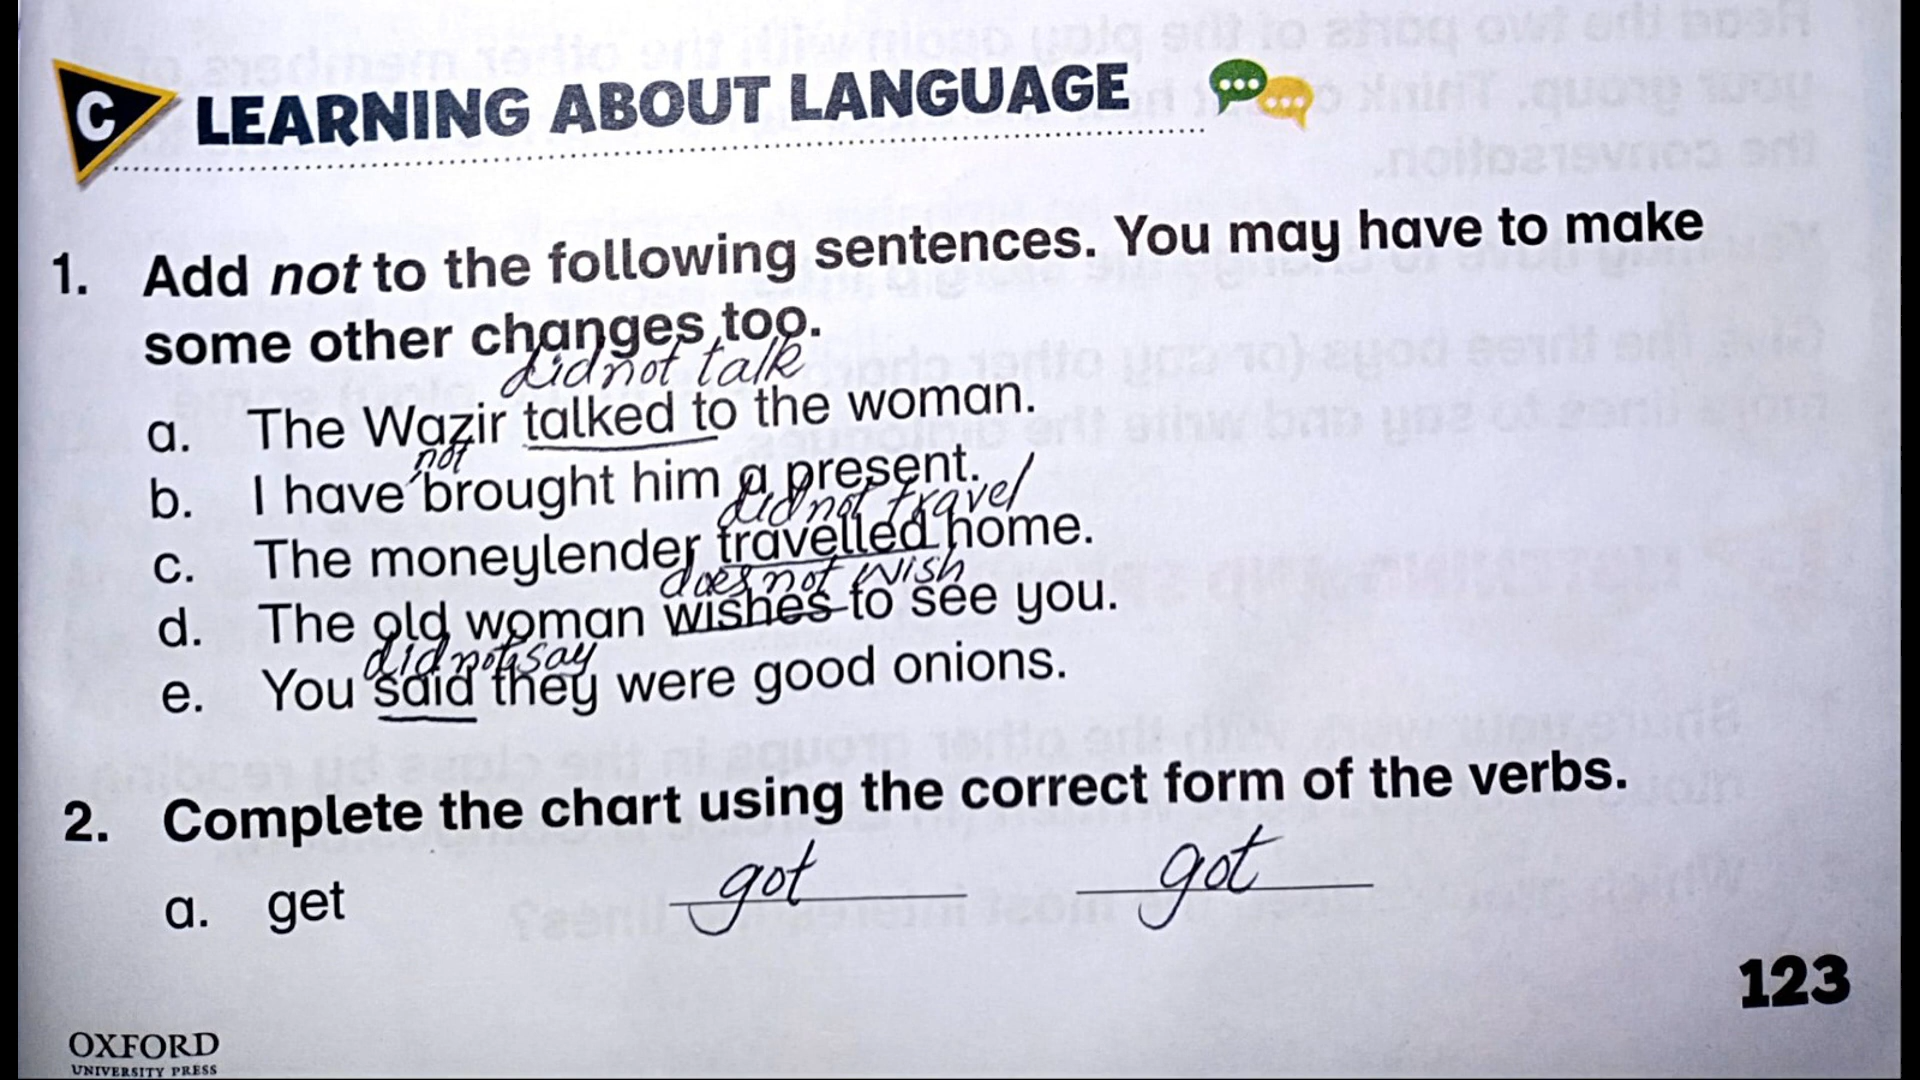 C LEARNING ABOUT LANGUAGE
1. Add not to the following sentences. You may have to make
some other changes too.
did not talk
a. The Wazir talked to the woman.
not
b. I have brought him a present.
did not travel
c. The moneylender travelled home.
does not wish
d. The old woman wishes to see you.
did not say
e. You said they were good onions.
2. Complete the chart using the correct form of the verbs.
a. get got got
123
OXFORD
UNIVERSITY PRESS